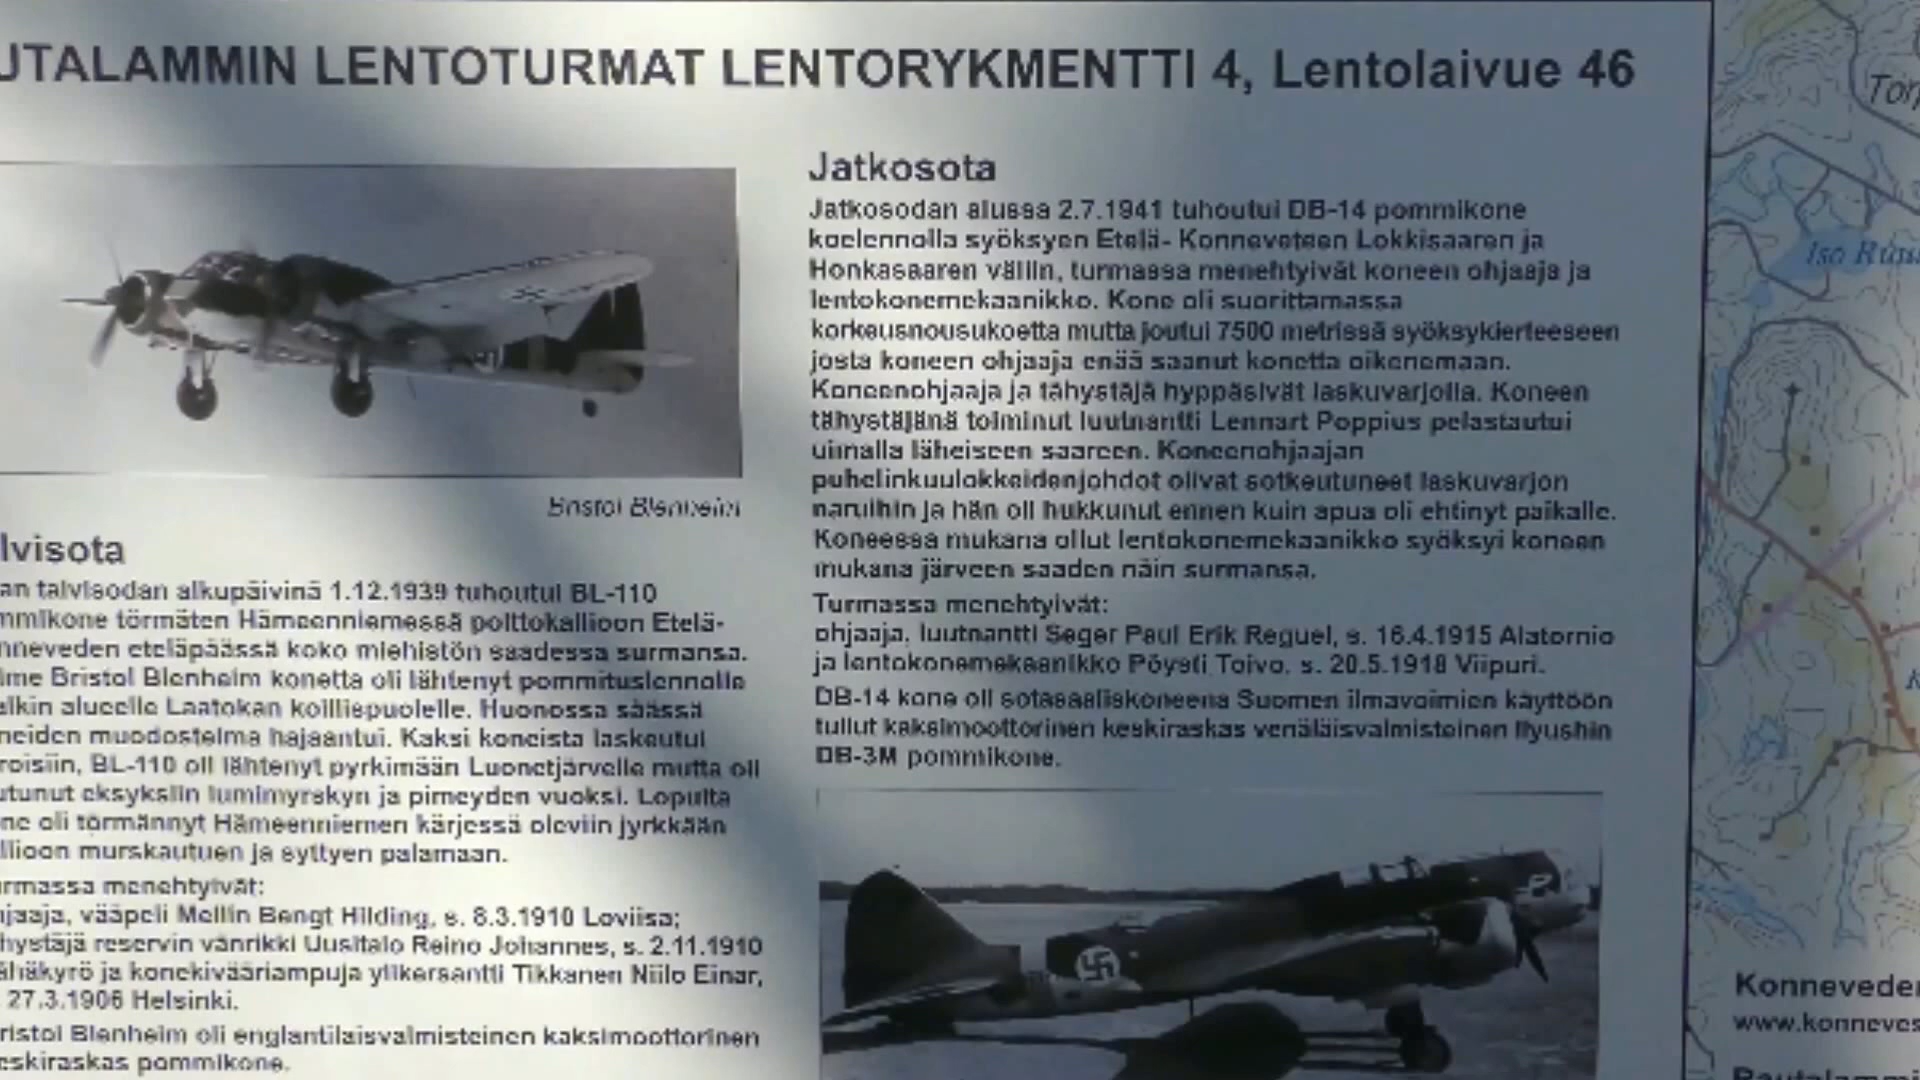 UTALAMMIN LENTOTURMAT LENTORYKMENTTI 4, Lentolaivue 46
Bristol Blenheim
lvisota
an talvisodan alkupäivinä 1.12.1939 tuhoutui BL-110
mmikone törmäten Hämeenniemessä polttokallioon Etelä-
nneveden eteläpäässä koko miehistön saadessa surmansa.
ime Bristol Blenheim konetta oli lähtenyt pommituslennolle
alkin alueelle Laatokan koillispuolelle. Huonossa säässä
neiden muodostelma hajaantui. Kaksi koneista laskeutui
roisiin, BL-110 oli lähtenyt pyrkimään Luonetjärvelle mutta oli
utunut eksyksiin lumimyrskyn ja pimeyden vuoksi. Lopulta
ne oli törmännyt Hämeenniemen kärjessä oleviin jyrkkään
llioon murskautuen ja syttyen palamaan.
urmassa menehtyivät:
jaaja, vääpeli Mellin Bengt Hilding, s. 8.3.1910 Loviisa;
hystäjä reservin vänrikki Uusitalo Reino Johannes, s. 2.11.1910
ähäkyrö ja konekivääriampuja ylikersantti Tikkanen Niilo Einar,
. 27.3.1906 Helsinki.
ristol Blenheim oli englantilaisvalmisteinen kaksimoottorinen
eskiraskas pommikone.
Jatkosota
Jatkosodan alussa 2.7.1941 tuhoutui DB-14 pommikone
koelennolla syöksyen Etelä- Konneveteen Lokkisaaren ja
Honkasaaren väliin, turmassa menehtyivät koneen ohjaaja ja
lentokonemekaanikko. Kone oli suorittamassa
korkeusnousukoetta mutta joutui 7500 metrissä syöksykierteeseen
josta koneen ohjaaja enää saanut konetta oikenemaan.
Koneenohjaaja ja tähystäjä hyppäsivät laskuvarjolla. Koneen
tähystäjänä toiminut luutnantti Lennart Poppius pelastautui
uimalla läheiseen saareen. Koneenohjaajan
puhelinkuulokkeidenjohdot olivat sotkeutuneet laskuvarjon
naruihin ja hän oli hukkunut ennen kuin apua oli ehtinyt paikalle.
Koneessa mukana ollut lentokonemekaanikko syöksyi koneen
mukana järveen saaden näin surmansa.
Turmassa menehtyivät:
ohjaaja, luutnantti Seger Paul Erik Reguel, s. 16.4.1915 Alatornio
ja lentokonemekaanikko Pöysti Toivo, s. 20.5.1918 Viipuri.
DB-14 kone oli sotasaaliskoneena Suomen ilmavoimien käyttöön
tullut kaksimoottorinen keskiraskas venäläisvalmisteinen Ilyushin
DB-3M pommikone.
Iso
Konneveden
www.konneves